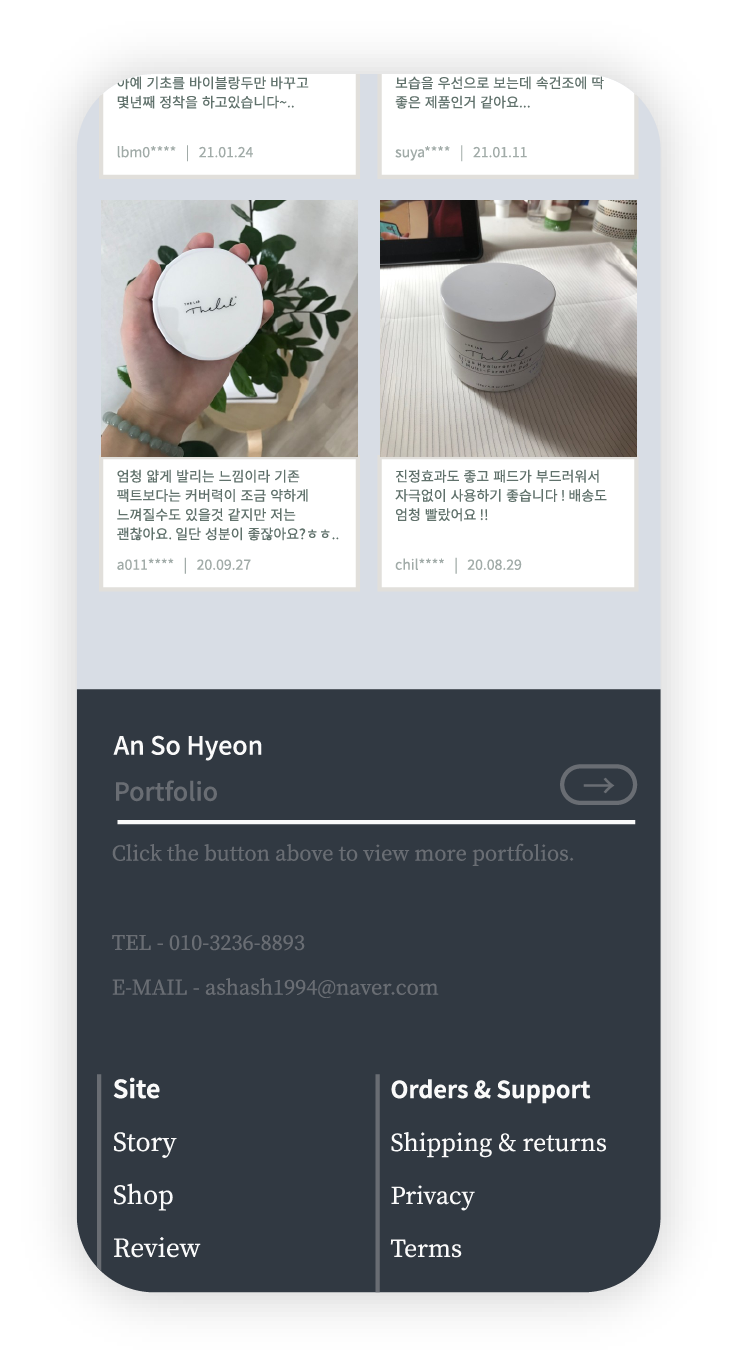 아예 기초를 바이블랑두만 바꾸고
몇년째 정착을 하고있습니다~..
lbm0**** | 21.01.24
보습을 우선으로 보는데 속건조에 딱
좋은 제품인거 같아요...
suya**** | 21.01.11
THE LAB
Thelel
엄청 얇게 발리는 느낌이라 기존
팩트보다는 커버력이 조금 약하게
느껴질수도 있을것 같지만 저는
괜찮아요. 일단 성분이 좋잖아요?ㅎㅎ..
a011**** | 20.09.27
Thelel
진정효과도 좋고 패드가 부드러워서
자극없이 사용하기 좋습니다 ! 배송도
엄청 빨랐어요 !!
chil**** | 20.08.29
An So Hyeon
Portfolio
Click the button above to view more portfolios.
TEL - 010-3236-8893
E-MAIL - ashash1994@naver.com
Site
Story
Shop
Review
Orders & Support
Shipping & returns
Privacy
Terms